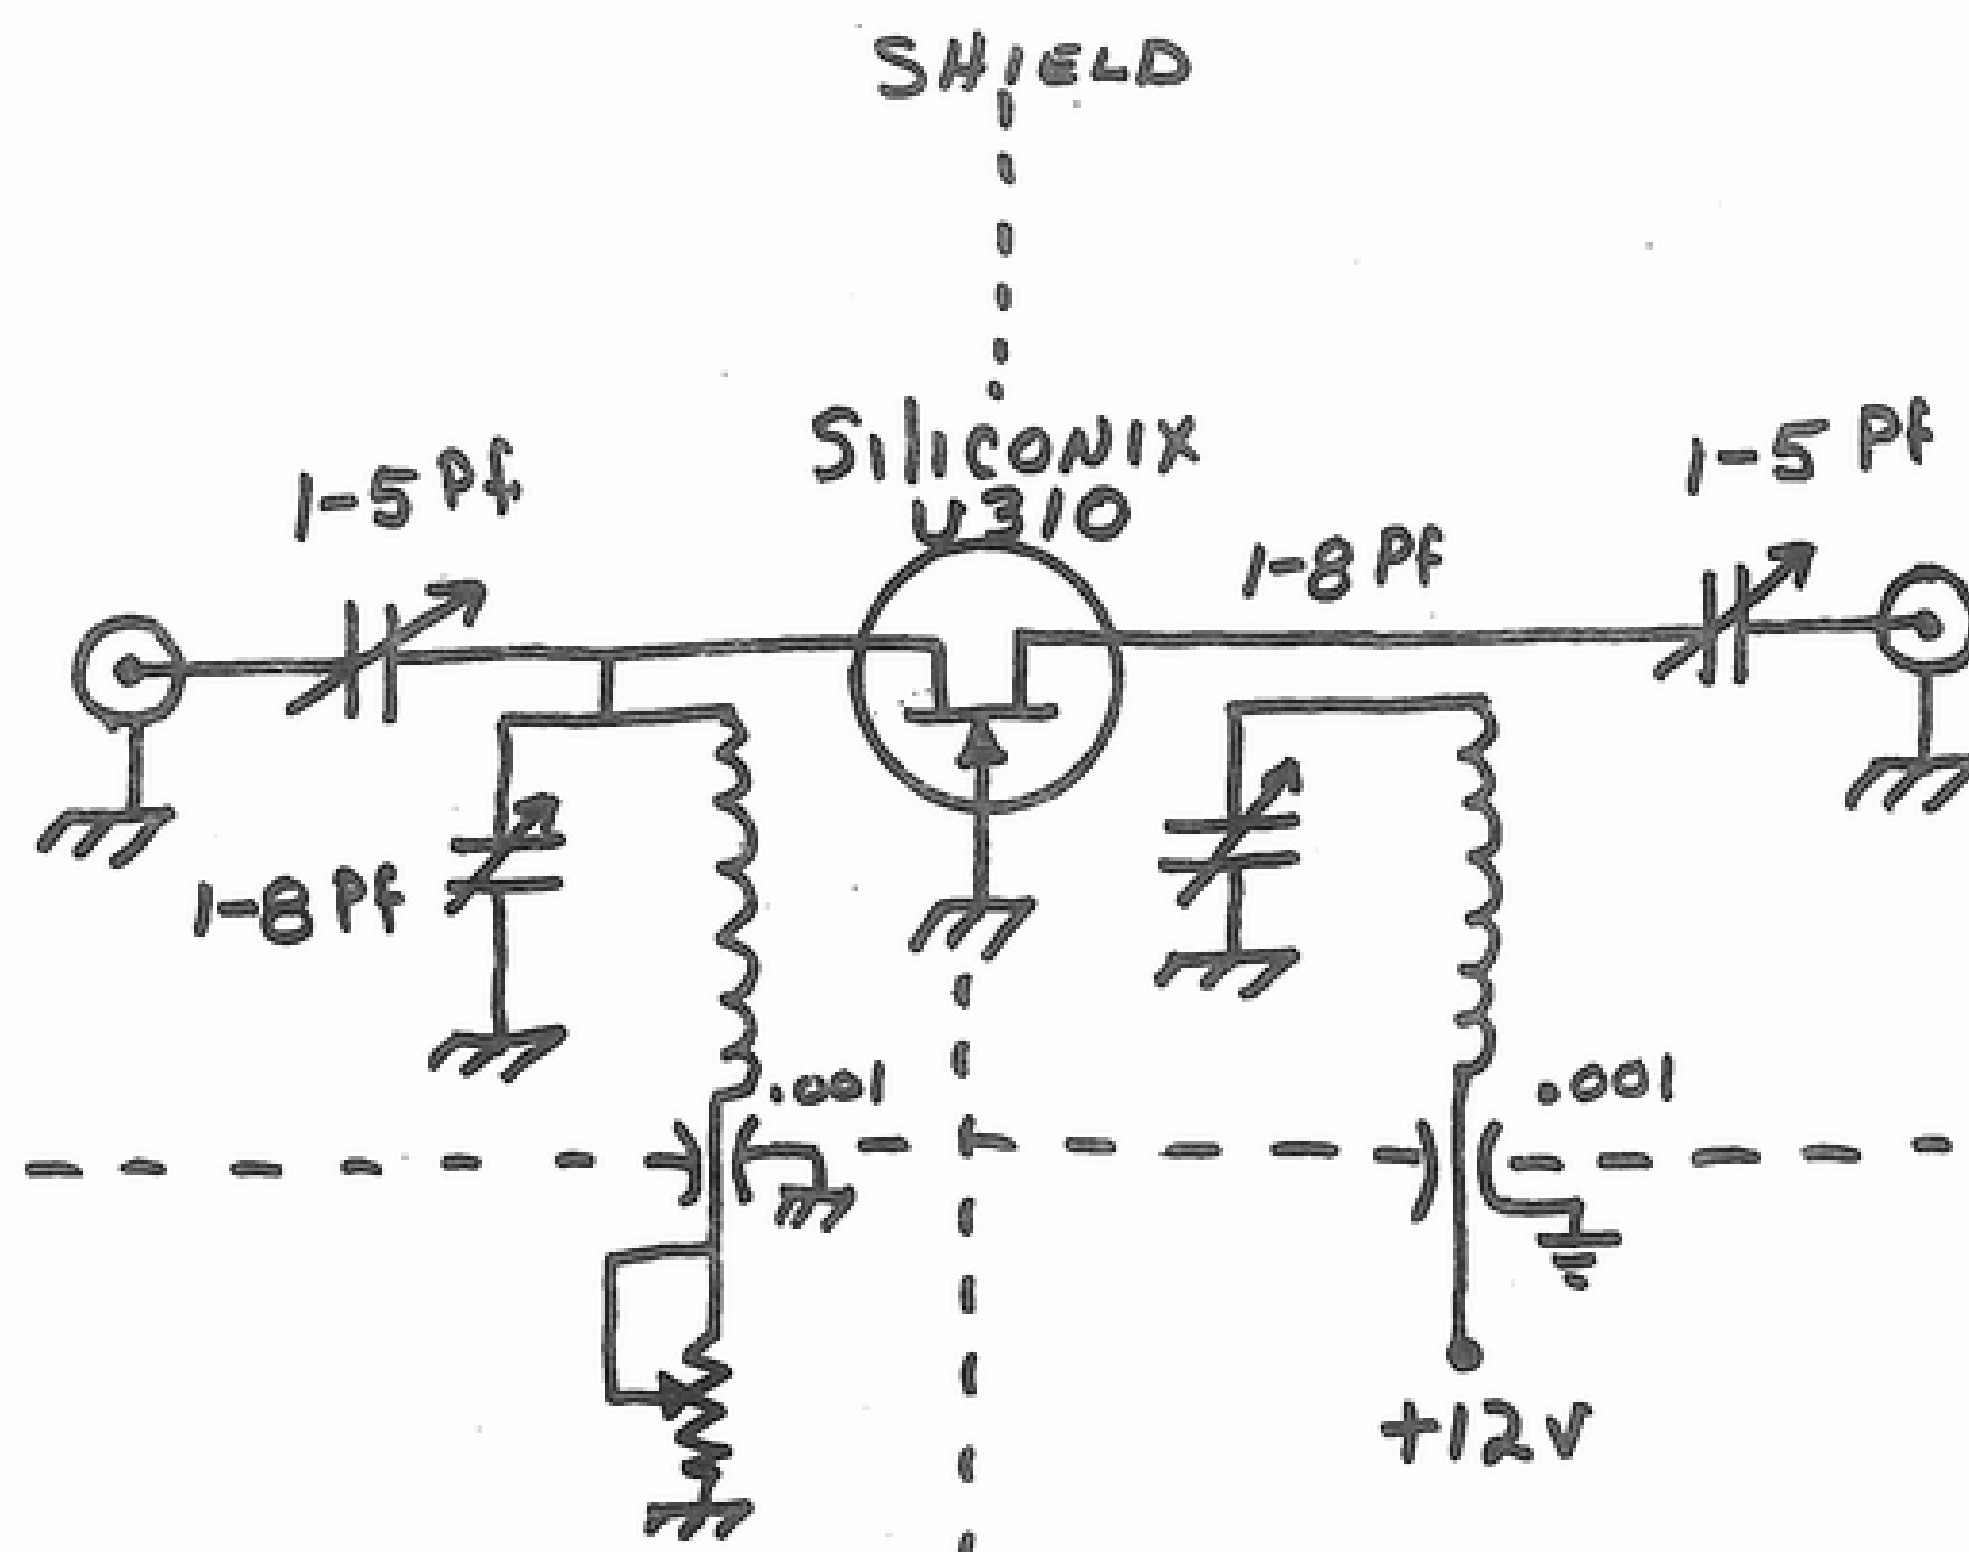 SHIELD
SiliCONIX
U310
1-5 Pf
1-8 Pf
1-5 Pf
1-8 Pf
.001
.001
+12V